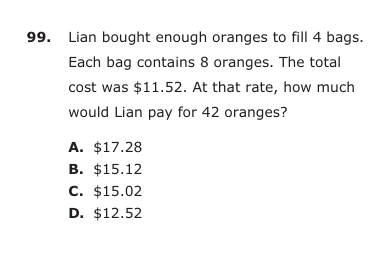 99. Lian bought enough oranges to fill 4 bags.
Each bag contains 8 oranges. The total
cost was $11.52. At that rate, how much
would Lian pay for 42 oranges?
A. $17.28
B. $15.12
C. $15.02
D. $12.52